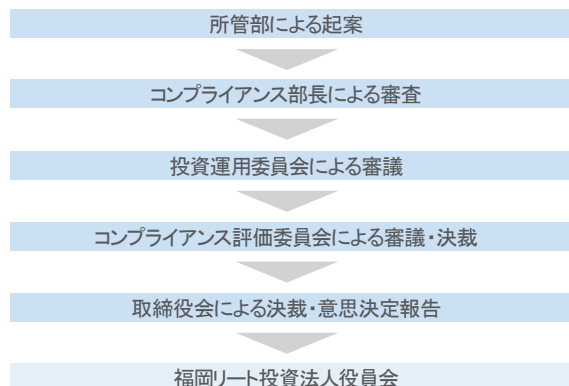 所管部による起案
コンプライアンス部長による審査
投資運用委員会による審議
コンプライアンス評価委員会による審議・決裁
取締役会による決裁・意思決定報告
福岡リート投資法人役員会